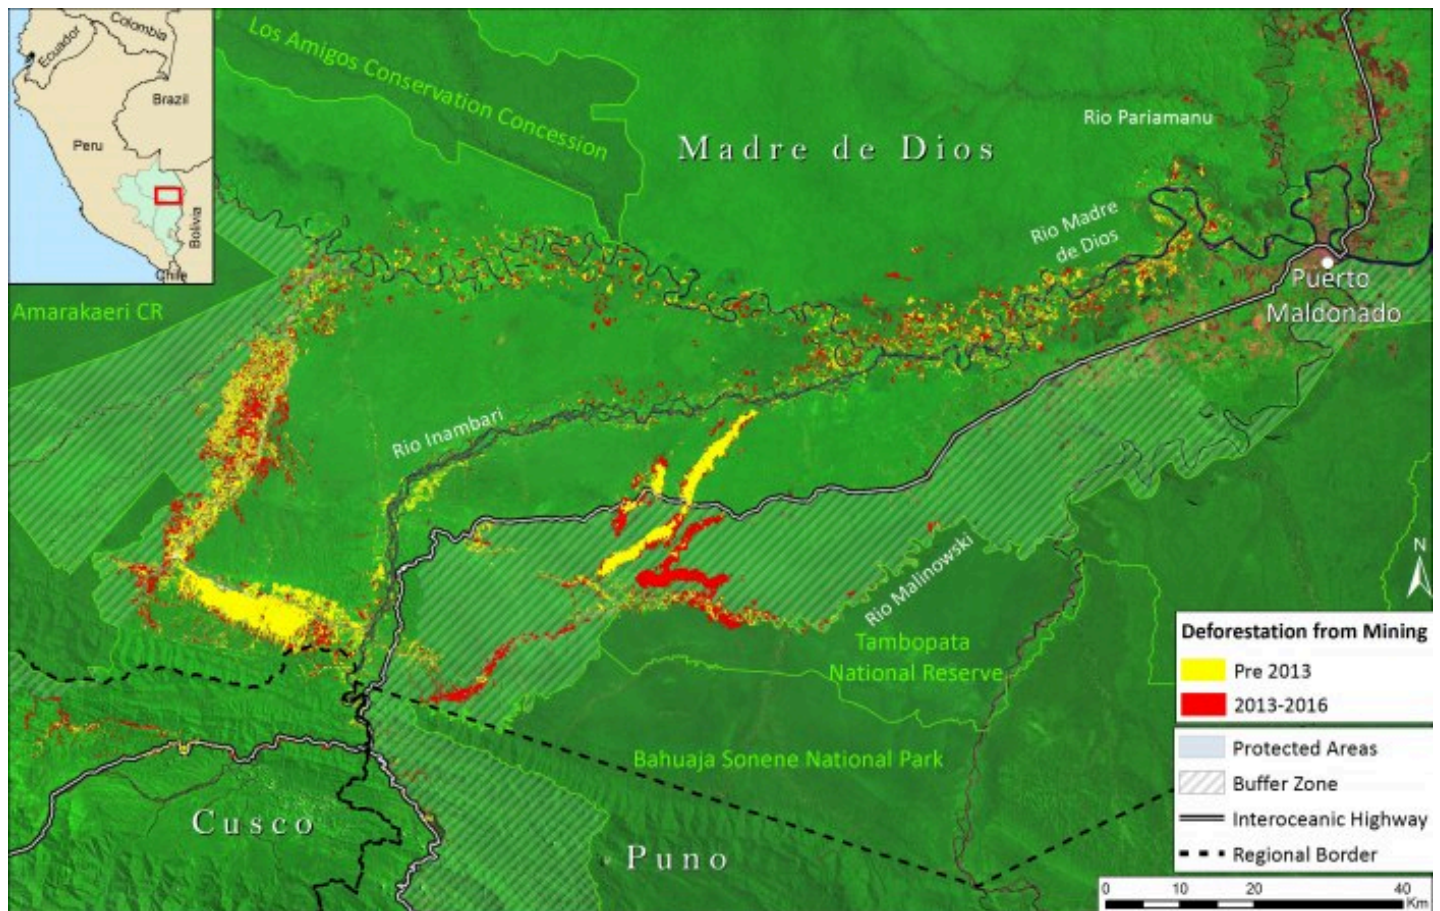 Colombia
Ecuador
Brazil
Peru
Bolivia
Chile
Los Amigos Conservation Concession
Madre de Dios
Rio Pariamanu
Rio Madre
de Dios
Puerto
Maldonado
Amarakaeri CR
Rio Inambari
Rio Malinowski
Tambopata
National Reserve
Bahuaja Sonene National Park
Cusco
Puno
N
Deforestation from Mining
Pre 2013
2013-2016
Protected Areas
Buffer Zone
Interoceanic Highway
Regional Border
0 10 20 40
Km